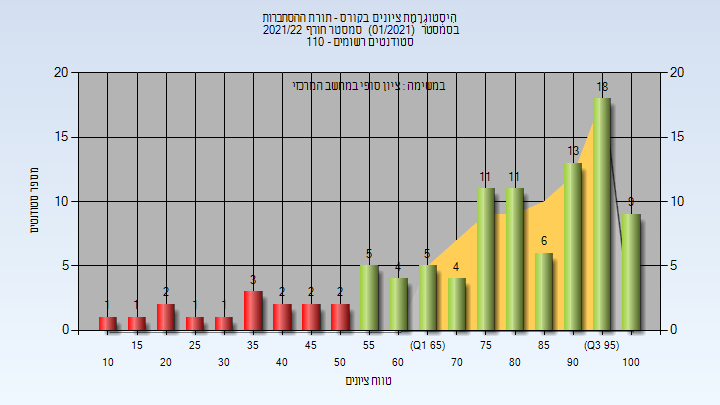 היסטוגרמת ציונים בקורס - תורת ההסתברות
בסמסטר (01/2021) סמסטר חורף 2021/22
סטודנטים רשומים - 110
במשימה : ציון סופי במחשב המרכזי
20 20
15 15
10 10
5 5
0 0
מספר סטודנטים
1 1 2 1 1 3 2 2 2 5 4 5 4 11 11 6 13 18 9
15 25 35 45 55 (Q1 65) 75 85 (Q3 95)
10 20 30 40 50 60 70 80 90 100
טווח ציונים